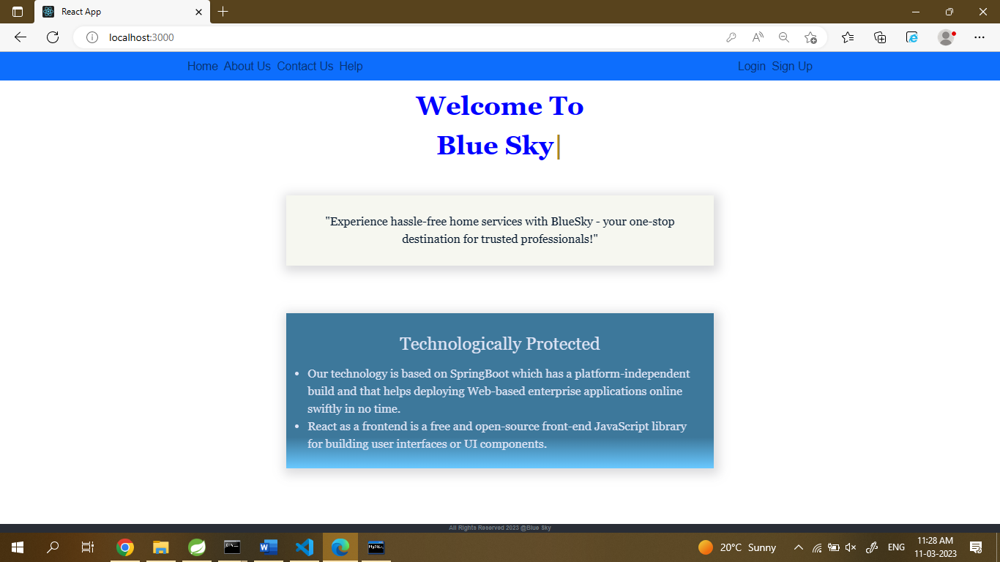 React App
localhost:3000
Home About Us Contact Us Help Login Sign Up
Welcome To
Blue Sky|
"Experience hassle-free home services with BlueSky - your one-stop
destination for trusted professionals!"
Technologically Protected
• Our technology is based on SpringBoot which has a platform-independent
build and that helps deploying Web-based enterprise applications online
swiftly in no time.
• React as a frontend is a free and open-source front-end JavaScript library
for building user interfaces or UI components.
All Rights Reserved 2023 @Blue Sky
20°C Sunny
ENG
11:28 AM
11-03-2023